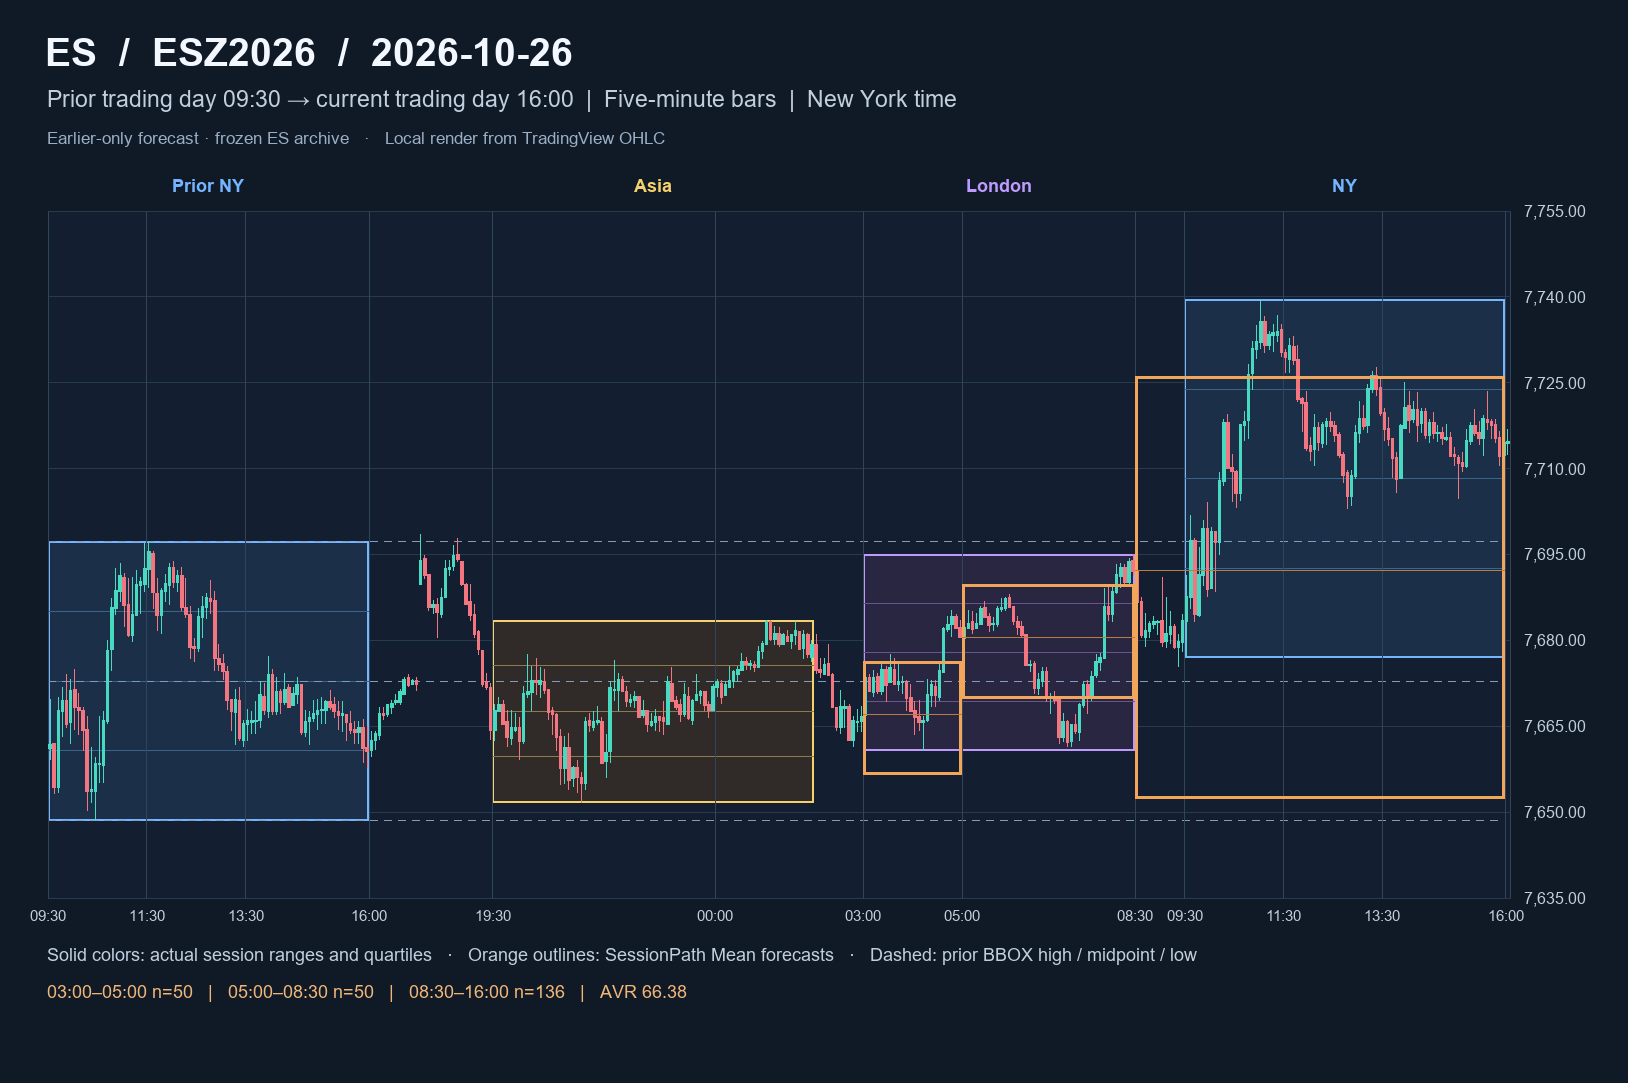 ES / ESZ2026 / 2026-10-26
Prior trading day 09:30 → current trading day 16:00 | Five-minute bars | New York time
Earlier-only forecast · frozen ES archive · Local render from TradingView OHLC
Prior NY Asia London NY
7,755.00
7,740.00
7,725.00
7,710.00
7,695.00
7,680.00
7,665.00
7,650.00
7,635.00
09:30 11:30 13:30 16:00 19:30 00:00 03:00 05:00 08:30 09:30 11:30 13:30 16:00
Solid colors: actual session ranges and quartiles · Orange outlines: SessionPath Mean forecasts · Dashed: prior BBOX high / midpoint / low
03:00–05:00 n=50 | 05:00–08:30 n=50 | 08:30–16:00 n=136 | AVR 66.38